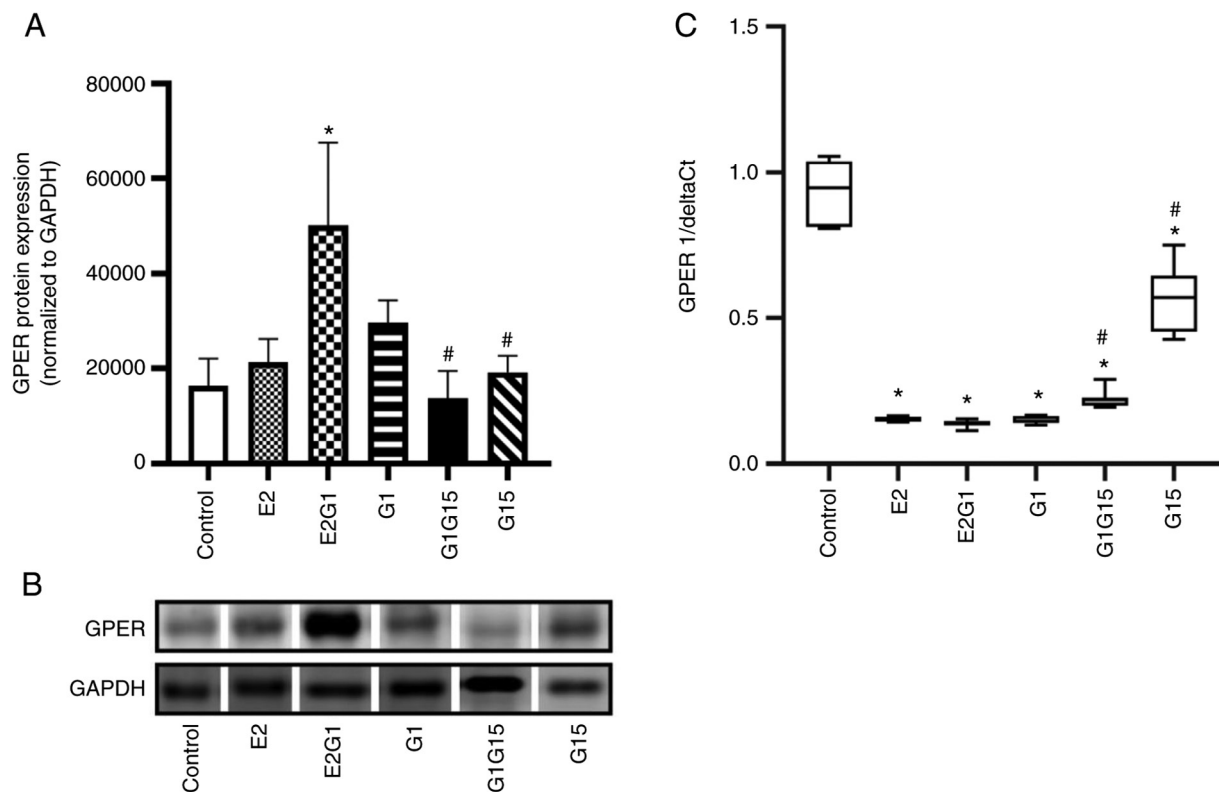 A
GPER protein expression
(normalized to GAPDH)
80000
60000
40000
20000
0
*
#
#
Control
E2
E2G1
G1
G1G15
G15
B
GPER
GAPDH
Control
E2
E2G1
G1
G1G15
G15
C
GPER 1/deltaCt
1.5
1.0
0.5
0.0
*
*
*
#
*
#
*
Control
E2
E2G1
G1
G1G15
G15